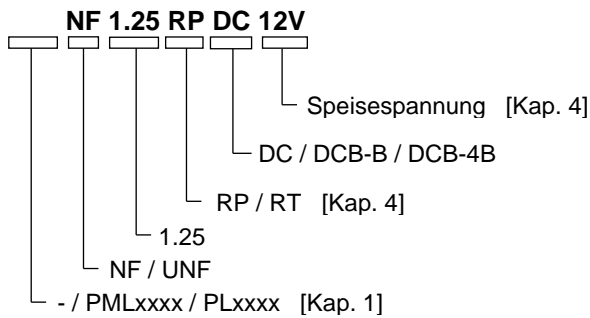 NF 1.25 RP DC 12V
Speisespannung [Kap. 4]
DC / DCB-B / DCB-4B
RP / RT [Kap. 4]
1.25
NF / UNF
- / PMLxxxx / PLxxxx [Kap. 1]